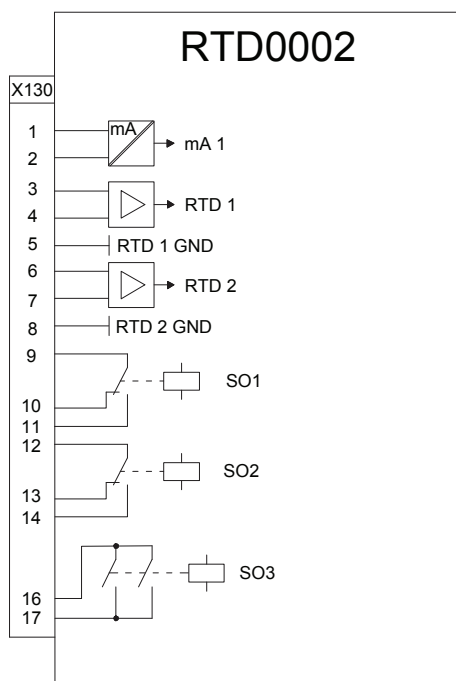 RTD0002
X130
1
mA
mA 1
2
3
RTD 1
4
5
RTD 1 GND
6
RTD 2
7
8
RTD 2 GND
9
SO1
10
11
12
SO2
13
14
SO3
16
17